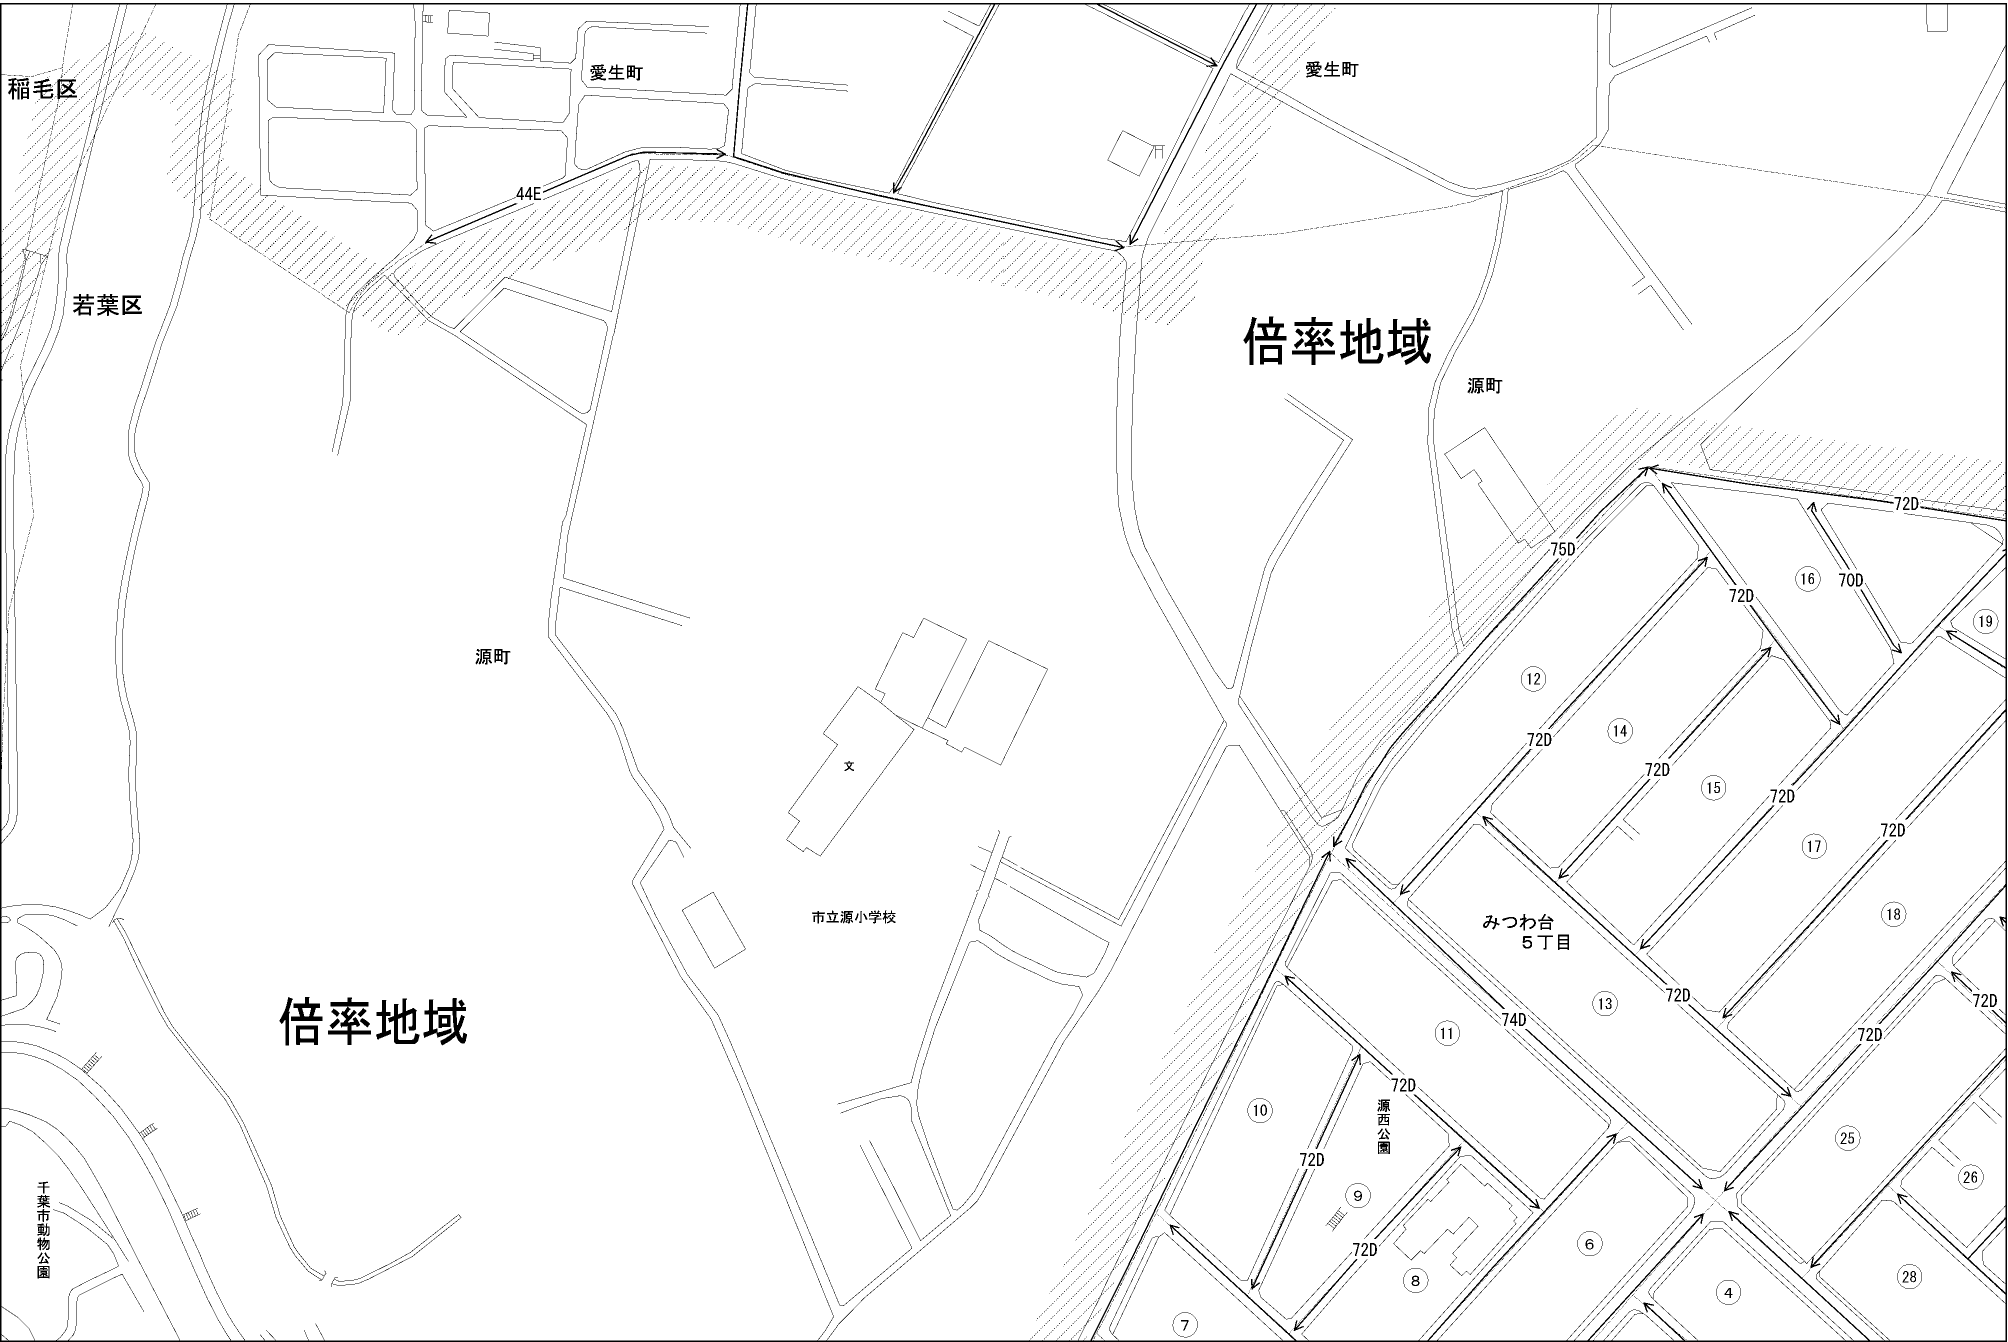 稲毛区
愛生町
愛生町
44E
若葉区
倍率地域
源町
72D
75D
16
70D
72D
19
源町
12
14
72D
文
72D
15
72D
72D
17
市立源小学校
みつわ台
5丁目
18
72D
13
72D
倍率地域
74D
11
72D
72D
10
源西公園
25
72D
26
千葉市動物公園
9
72D
6
8
28
4
7